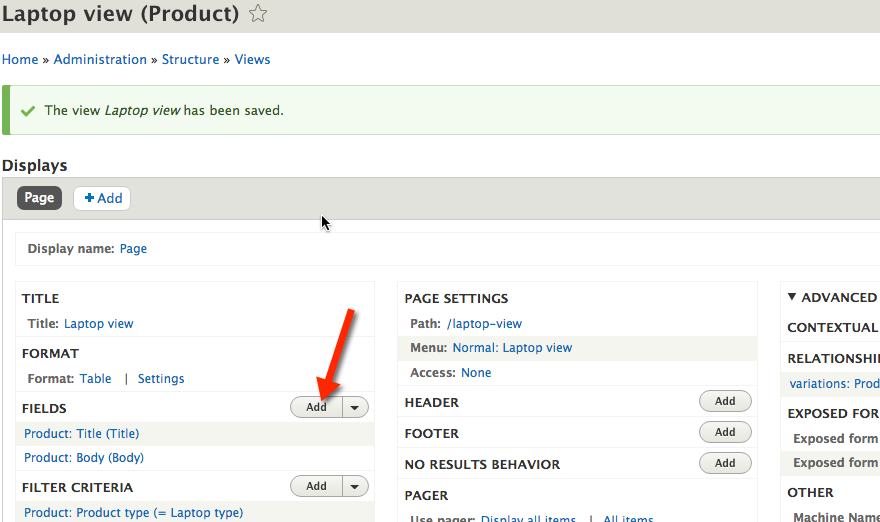 Laptop view (Product)
Home » Administration » Structure » Views
The view Laptop view has been saved.
Displays
Page
Add
Display name: Page
TITLE
Title: Laptop view
FORMAT
Format: Table | Settings
FIELDS
Add
Product: Title (Title)
Product: Body (Body)
FILTER CRITERIA
Add
Product: Product type (= Laptop type)
PAGE SETTINGS
Path: /laptop-view
Menu: Normal: Laptop view
Access: None
HEADER
Add
FOOTER
Add
NO RESULTS BEHAVIOR
Add
PAGER
Use pager: Display all items | All items
ADVANCED
CONTEXTUAL
RELATIONSHI
variations: Prod
EXPOSED FOR
Exposed form
Exposed form
OTHER
Machine Name